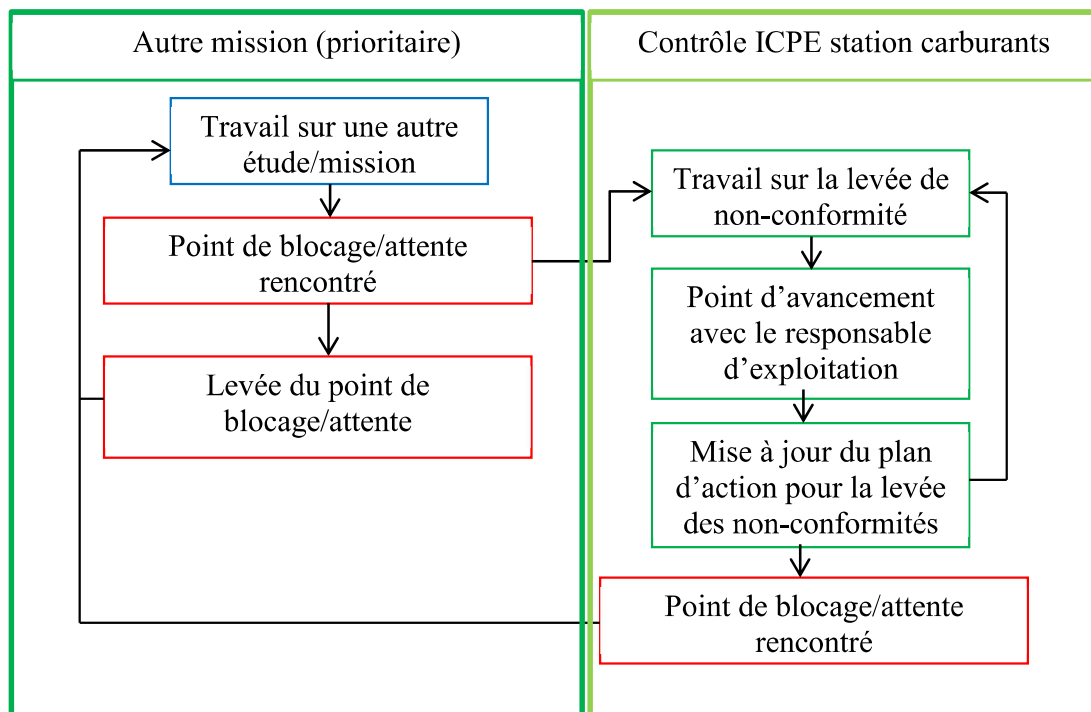 Autre mission (prioritaire)
Travail sur une autre
étude/mission
Point de blocage/attente
rencontré
Levée du point de
blocage/attente
Contrôle ICPE station carburants
Travail sur la levée de
non-conformité
Point d’avancement
avec le responsable
d’exploitation
Mise à jour du plan
d’action pour la levée
des non-conformités
Point de blocage/attente
rencontré